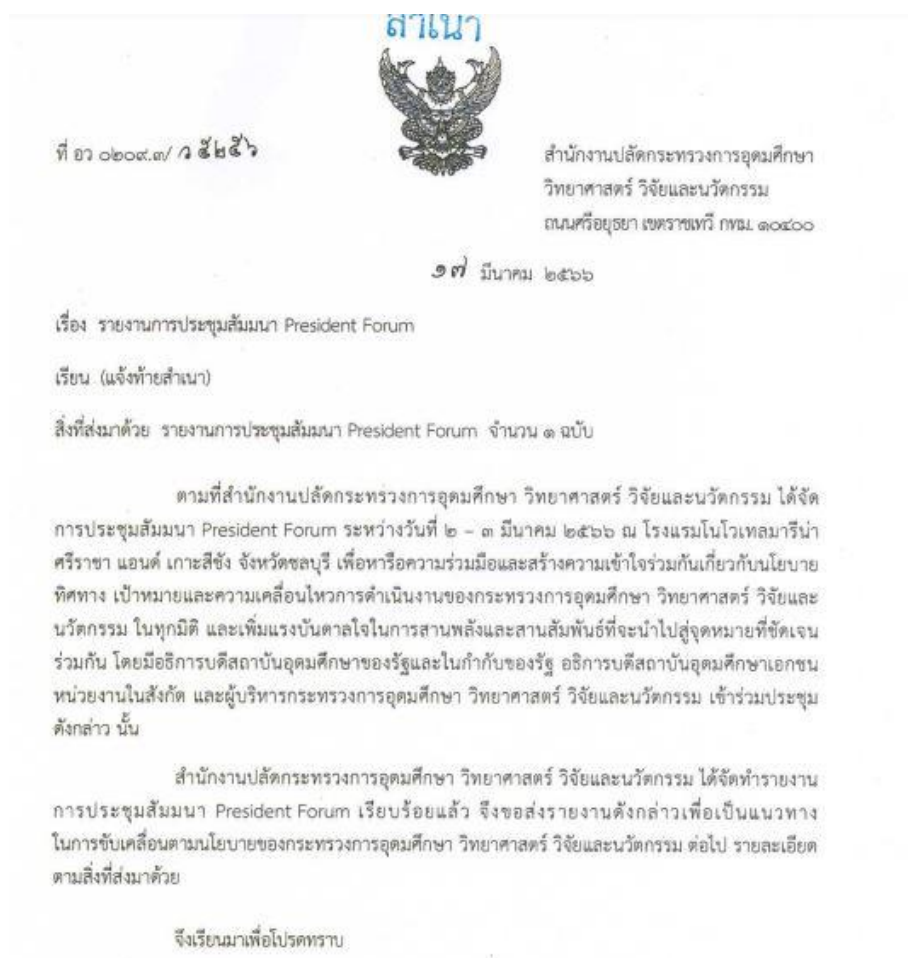 สำเนา
ที่ อว ๐๒๐๙.๓/ ว ๕๒๕๖
สำนักงานปลัดกระทรวงการอุดมศึกษา
วิทยาศาสตร์ วิจัยและนวัตกรรม
ถนนศรีอยุธยา เขตราชเทวี กทม. ๑๐๔๐๐
๑๗ มีนาคม ๒๕๖๖
เรื่อง รายงานการประชุมสัมมนา President Forum
เรียน (แจ้งท้ายสำเนา)
สิ่งที่ส่งมาด้วย รายงานการประชุมสัมมนา President Forum จำนวน ๑ ฉบับ
ตามที่สำนักงานปลัดกระทรวงการอุดมศึกษา วิทยาศาสตร์ วิจัยและนวัตกรรม ได้จัด
การประชุมสัมมนา President Forum ระหว่างวันที่ ๒ – ๓ มีนาคม ๒๕๖๖ ณ โรงแรมโนโวเทลมารีน่า
ศรีราชา แอนด์ เกาะสีชัง จังหวัดชลบุรี เพื่อหารือความร่วมมือและสร้างความเข้าใจร่วมกันเกี่ยวกับนโยบาย
ทิศทาง เป้าหมายและความเคลื่อนไหวการดำเนินงานของกระทรวงการอุดมศึกษา วิทยาศาสตร์ วิจัยและ
นวัตกรรม ในทุกมิติ และเพิ่มแรงบันดาลใจในการสานพลังและสานสัมพันธ์ที่จะนำไปสู่จุดหมายที่ชัดเจน
ร่วมกัน โดยมีอธิการบดีสถาบันอุดมศึกษาของรัฐและในกำกับของรัฐ อธิการบดีสถาบันอุดมศึกษาเอกชน
หน่วยงานในสังกัด และผู้บริหารกระทรวงการอุดมศึกษา วิทยาศาสตร์ วิจัยและนวัตกรรม เข้าร่วมประชุม
ดังกล่าว นั้น
สำนักงานปลัดกระทรวงการอุดมศึกษา วิทยาศาสตร์ วิจัยและนวัตกรรม ได้จัดทำรายงาน
การประชุมสัมมนา President Forum เรียบร้อยแล้ว จึงขอส่งรายงานดังกล่าวเพื่อเป็นแนวทาง
ในการขับเคลื่อนตามนโยบายของกระทรวงการอุดมศึกษา วิทยาศาสตร์ วิจัยและนวัตกรรม ต่อไป รายละเอียด
ตามสิ่งที่ส่งมาด้วย
จึงเรียนมาเพื่อโปรดทราบ